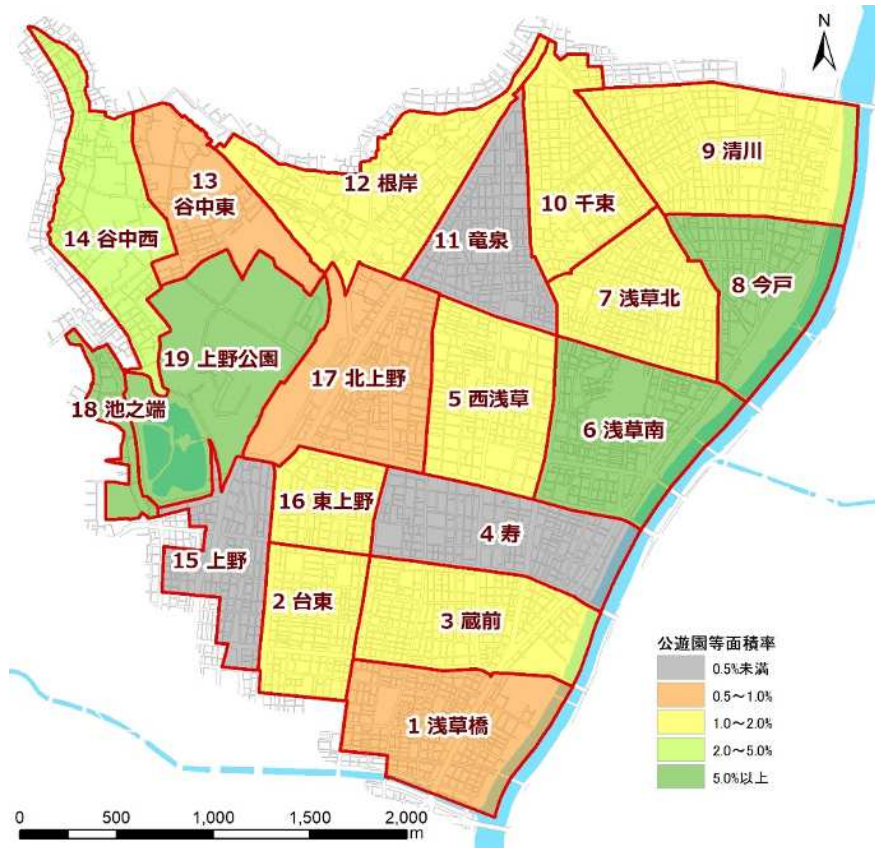 N
9 清川
12 根岸
13
谷中東
10 千束
14 谷中西
11 竜泉
8 今戸
7 浅草北
19 上野公園
17 北上野
5 西浅草
18 池之端
6 浅草南
16 東上野
4 寿
15 上野
2 台東
3 蔵前
1 浅草橋
公遊園等面積率
0.5%未満
0.5～1.0%
1.0～2.0%
2.0～5.0%
5.0%以上
0 500 1,000 1,500 2,000
m